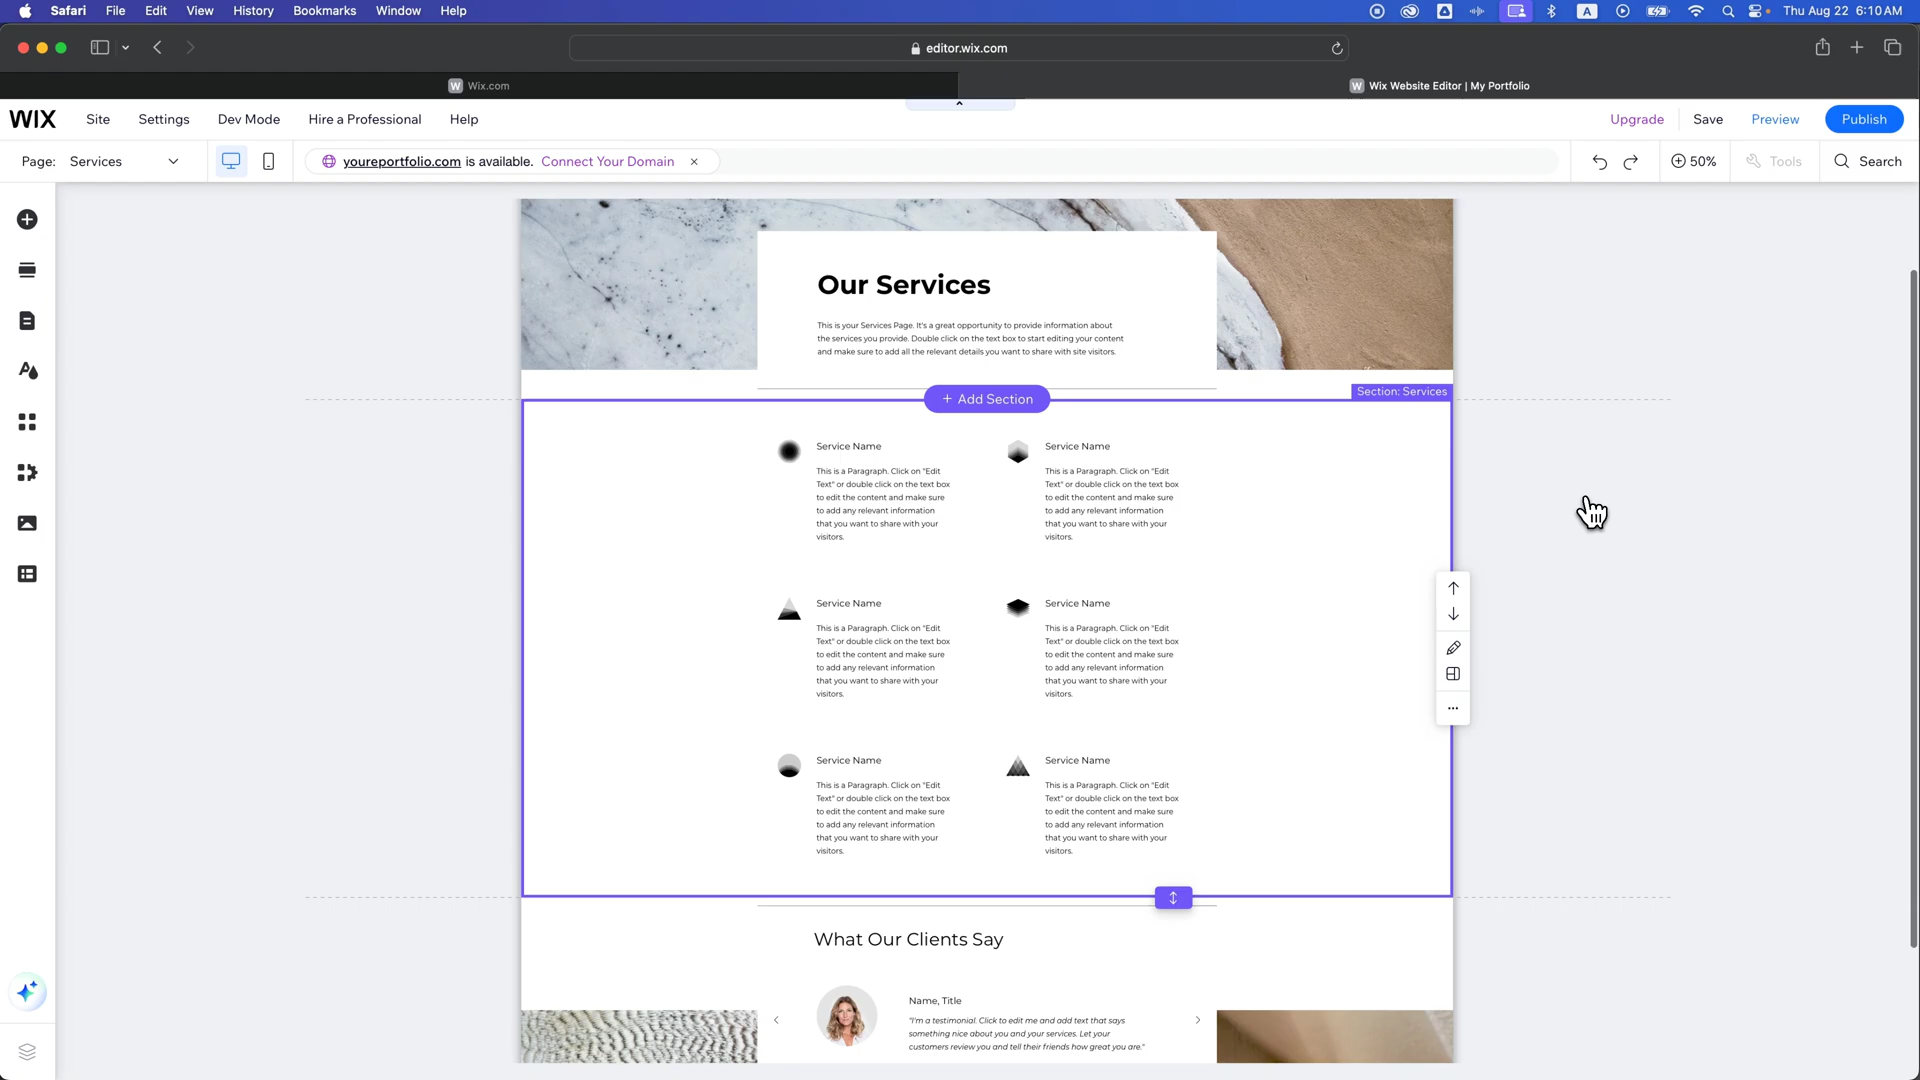 Safari File Edit View History Bookmarks Window Help
A
Thu Aug 22 6:10 AM
editor.wix.com
W Wix.com
W Wix Website Editor | My Portfolio
WIX Site Settings Dev Mode Hire a Professional Help
Upgrade Save Preview Publish
Page: Services
youreportfolio.com is available. Connect Your Domain
50% Tools Search
Our Services
This is your Services Page. It's a great opportunity to provide information about
the services you provide. Double click on the text box to start editing your content
and make sure to add all the relevant details you want to share with site visitors.
+ Add Section
Section: Services
Service Name
This is a Paragraph. Click on "Edit
Text" or double click on the text box
to edit the content and make sure
to add any relevant information
that you want to share with your
visitors.
Service Name
This is a Paragraph. Click on "Edit
Text" or double click on the text box
to edit the content and make sure
to add any relevant information
that you want to share with your
visitors.
Service Name
This is a Paragraph. Click on "Edit
Text" or double click on the text box
to edit the content and make sure
to add any relevant information
that you want to share with your
visitors.
Service Name
This is a Paragraph. Click on "Edit
Text" or double click on the text box
to edit the content and make sure
to add any relevant information
that you want to share with your
visitors.
Service Name
This is a Paragraph. Click on "Edit
Text" or double click on the text box
to edit the content and make sure
to add any relevant information
that you want to share with your
visitors.
Service Name
This is a Paragraph. Click on "Edit
Text" or double click on the text box
to edit the content and make sure
to add any relevant information
that you want to share with your
visitors.
What Our Clients Say
Name, Title
"I'm a testimonial. Click to edit me and add text that says
something nice about you and your services. Let your
customers review you and tell their friends how great you are."